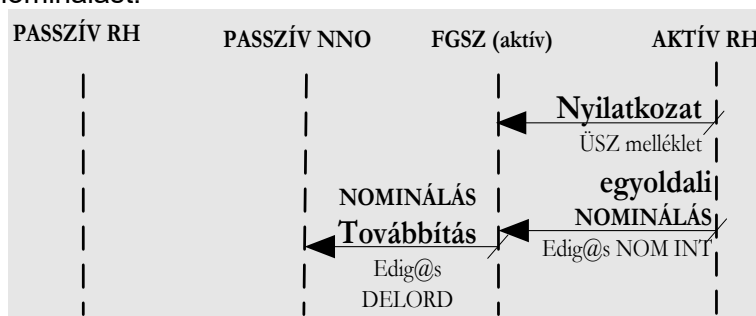 nominálást.
PASSZÍV RH PASSZÍV NNO FGSZ (aktív) AKTÍV RH
Nyilatkozat
ÜSZ melléklet
egyoldali
NOMINÁLÁS NOMINÁLÁS
Továbbítás Edig@s NOM INT
Edig@s
DELORD